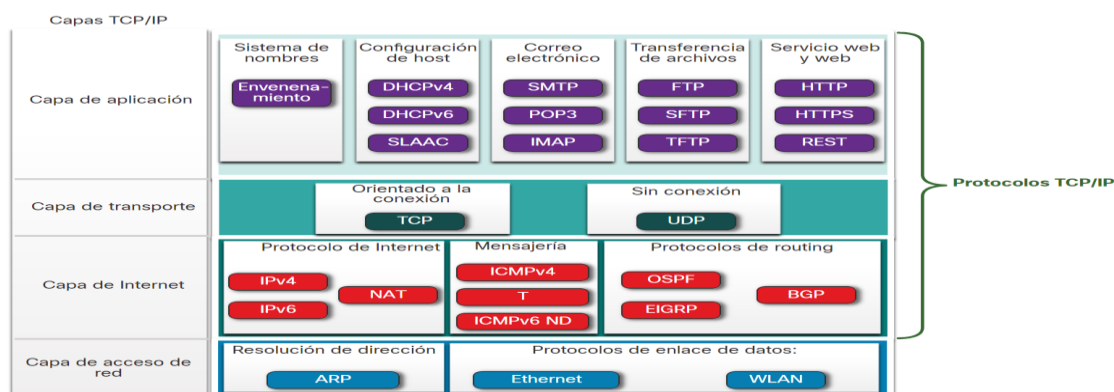 Capas TCP/IP
Capa de aplicación
Sistema de
nombres
Envenena-
miento
Configuración
de host
DHCPv4
DHCPv6
SLAAC
Correo
electrónico
SMTP
POP3
IMAP
Transferencia
de archivos
FTP
SFTP
TFTP
Servicio web
y web
HTTP
HTTPS
REST
Protocolos TCP/IP
Capa de transporte
Orientado a la
conexión
TCP
Sin conexión
UDP
Capa de Internet
Protocolo de Internet
IPv4
IPv6
NAT
Mensajería
ICMPv4
T
ICMPv6 ND
Protocolos de routing
OSPF
EIGRP
BGP
Capa de acceso de
red
Resolución de dirección
ARP
Protocolos de enlace de datos:
Ethernet
WLAN